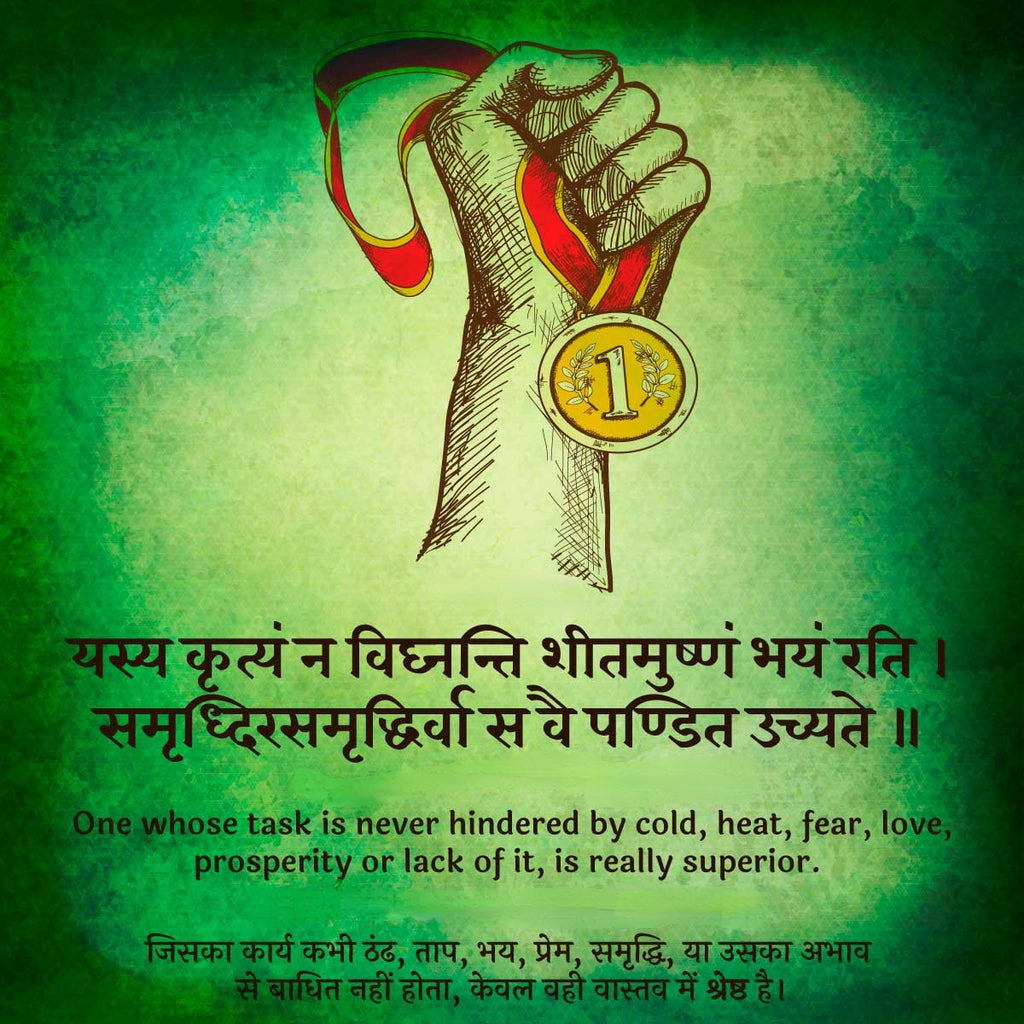 1
यस्य कृत्यं न विघ्नन्ति शीतमुष्णं भयं रति ।
समृध्दिरसमृद्धिर्वा स वै पण्डित उच्यते ॥
One whose task is never hindered by cold, heat, fear, love,
prosperity or lack of it, is really superior.
जिसका कार्य कभी ठंढ, ताप, भय, प्रेम, समृद्धि, या उसका अभाव
से बाधित नहीं होता, केवल वही वास्तव में श्रेष्ठ है।